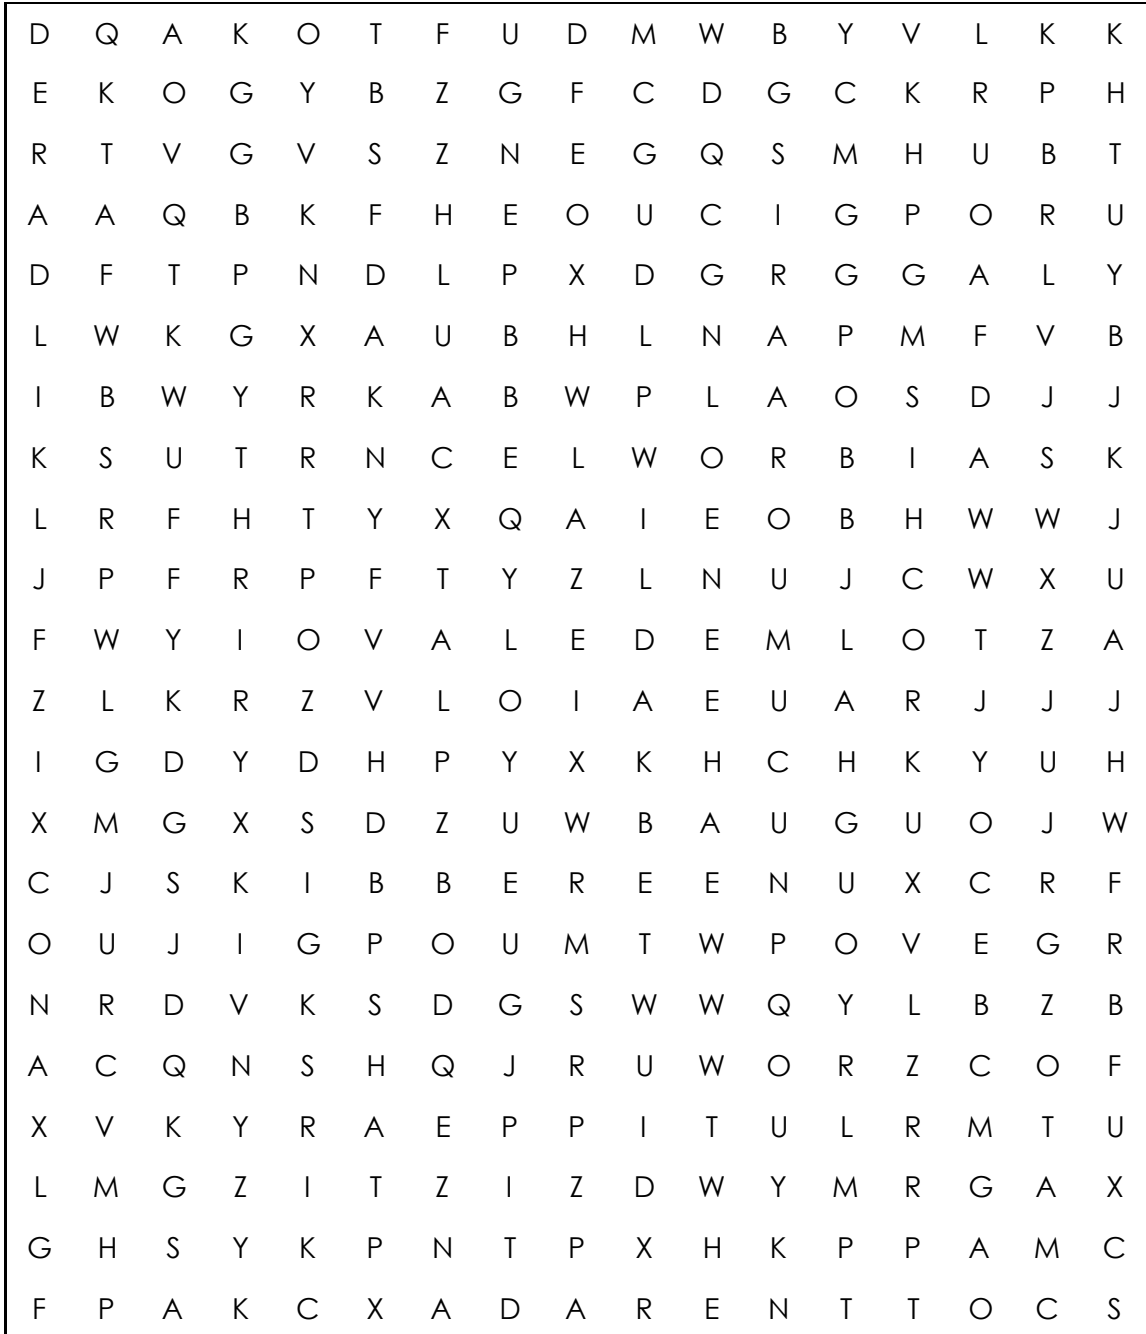 D Q A K O T F U D M W B Y V L K K
E K O G Y B Z G F C D G C K R P H
R T V G V S Z N E G Q S M H U B T
A A Q B K F H E O U C I G P O R U
D F T P N D L P X D G R G G A L Y
L W K G X A U B H L N A P M F V B
I B W Y R K A B W P L A O S D J J
K S U T R N C E L W O R B I A S K
L R F H T Y X Q A I E O B H W W J
J P F R P F T Y Z L N U J C W X U
F W Y I O V A L E D E M L O T Z A
Z L K R Z V L O I A E U A R J J J
I G D Y D H P Y X K H C H K Y U H
X M G X S D Z U W B A U G U O J W
C J S K I B B E R E E N U X C R F
O U J I G P O U M T W P O V E G R
N R D V K S D G S W W Q Y L B Z B
A C Q N S H Q J R U W O R Z C O F
X V K Y R A E P P I T U L R M T U
L M G Z I T Z I Z D W Y M R G A X
G H S Y K P N T P X H K P P A M C
F P A K C X A D A R E N T T O C S